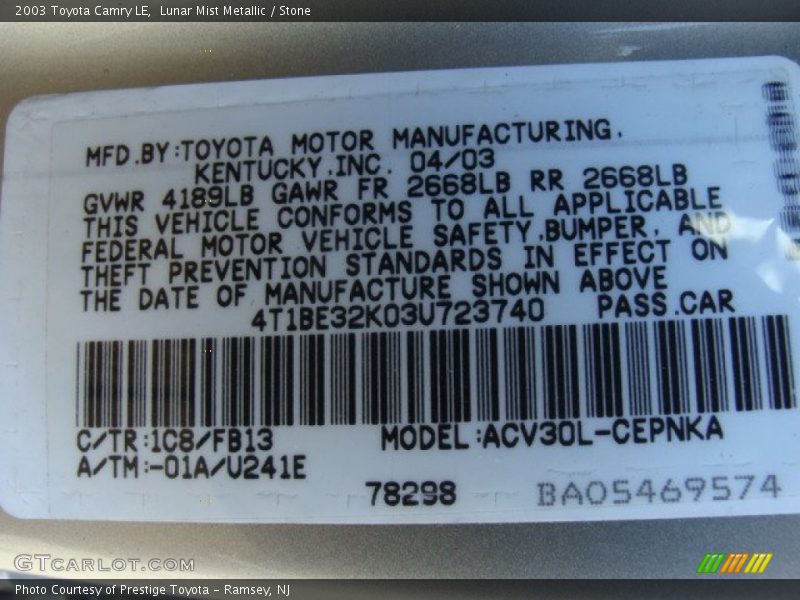 2003 Toyota Camry LE,  Lunar Mist Metallic / Stone
MFD.BY:TOYOTA MOTOR MANUFACTURING.
KENTUCKY.INC. 04/03
GVWR 4189LB GAWR FR 2668LB RR 2668LB
THIS VEHICLE CONFORMS TO ALL APPLICABLE
FEDERAL MOTOR VEHICLE SAFETY.BUMPER, AND
THEFT PREVENTION STANDARDS IN EFFECT ON
THE DATE OF MANUFACTURE SHOWN ABOVE
4T1BE32K03U723740 PASS.CAR
C/TR:1C8/FB13 MODEL:ACV30L-CEPNKA
A/TM:-01A/U241E
78298 BA05469574
GTCARLOT.COM
Photo Courtesy of Prestige Toyota - Ramsey, NJ